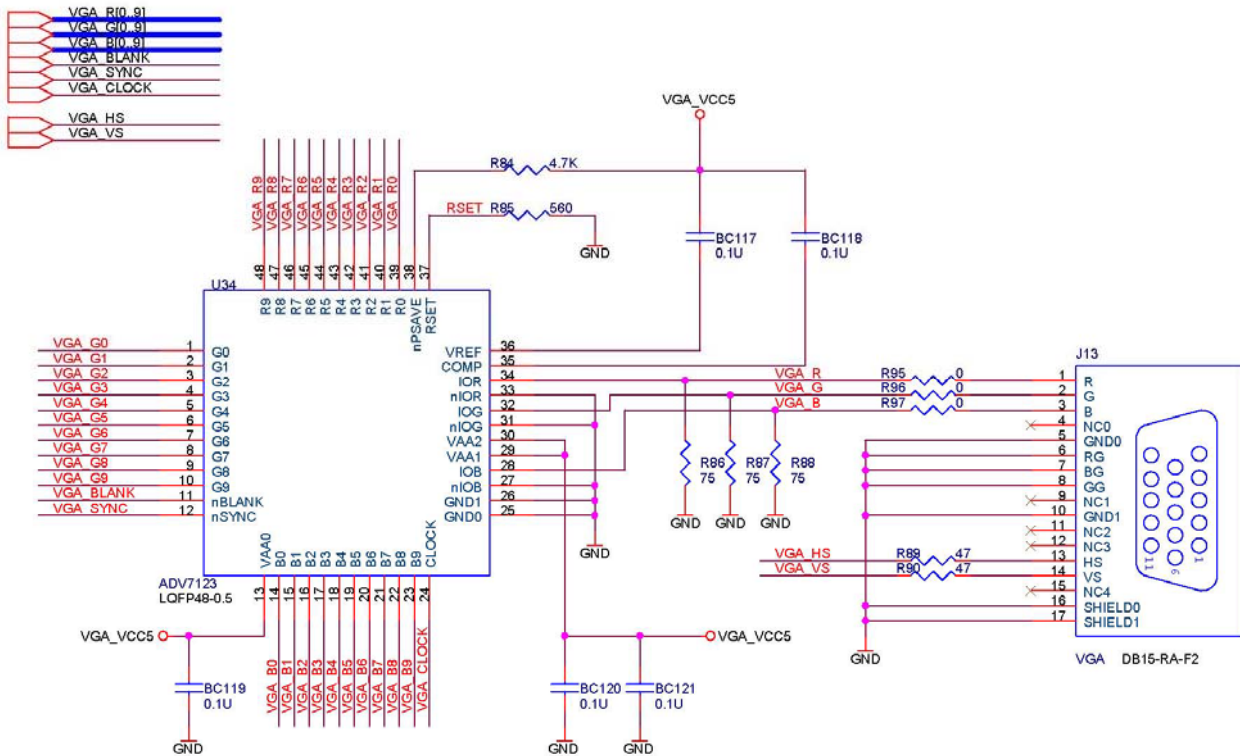 VGA_R[0..9]
VGA_G[0..9]
VGA_B[0..9]
VGA_BLANK
VGA_SYNC
VGA_CLOCK
VGA_HS
VGA_VS
VGA_VCC5
R84 4.7K
RSET R85 560
GND
BC117
0.1U
BC118
0.1U
VGA_R9
VGA_R8
VGA_R7
VGA_R6
VGA_R5
VGA_R4
VGA_R3
VGA_R2
VGA_R1
VGA_R0
48 47 46 45 44 43 42 41 40 39 38 37
U34
R9 R8 R7 R6 R5 R4 R3 R2 R1 R0 nPSAVE RSET
VGA_G0 1 G0
VGA_G1 2 G1
VGA_G2 3 G2
VGA_G3 4 G3
VGA_G4 5 G4
VGA_G5 6 G5
VGA_G6 7 G6
VGA_G7 8 G7
VGA_G8 9 G8
VGA_G9 10 G9
VGA_BLANK 11 nBLANK
VGA_SYNC 12 nSYNC
VREF 36
COMP 35
IOR 34
nIOR 33
IOG 32
nIOG 31
VAA2 30
VAA1 29
IOB 28
nIOB 27
GND1 26
GND0 25
VAA0 B0 B1 B2 B3 B4 B5 B6 B7 B8 B9 CLOCK
ADV7123
LQFP48-0.5
13 14 15 16 17 18 19 20 21 22 23 24
VGA_B0
VGA_B1
VGA_B2
VGA_B3
VGA_B4
VGA_B5
VGA_B6
VGA_B7
VGA_B8
VGA_B9
VGA_CLOCK
VGA_VCC5
BC119
0.1U
GND
GND
VGA_VCC5
BC120
0.1U
BC121
0.1U
GND
GND
VGA_R R95 0
VGA_G R96 0
VGA_B R97 0
R86
75
R87
75
R88
75
GND
GND
GND
VGA_HS R89 47
VGA_VS R90 47
GND
J13
1 R
2 G
3 B
4 NC0
5 GND0
6 RG
7 BG
8 GG
9 NC1
10 GND1
11 NC2
12 NC3
13 HS
14 VS
15 NC4
16 SHIELD0
17 SHIELD1
11
6
1
VGA DB15-RA-F2